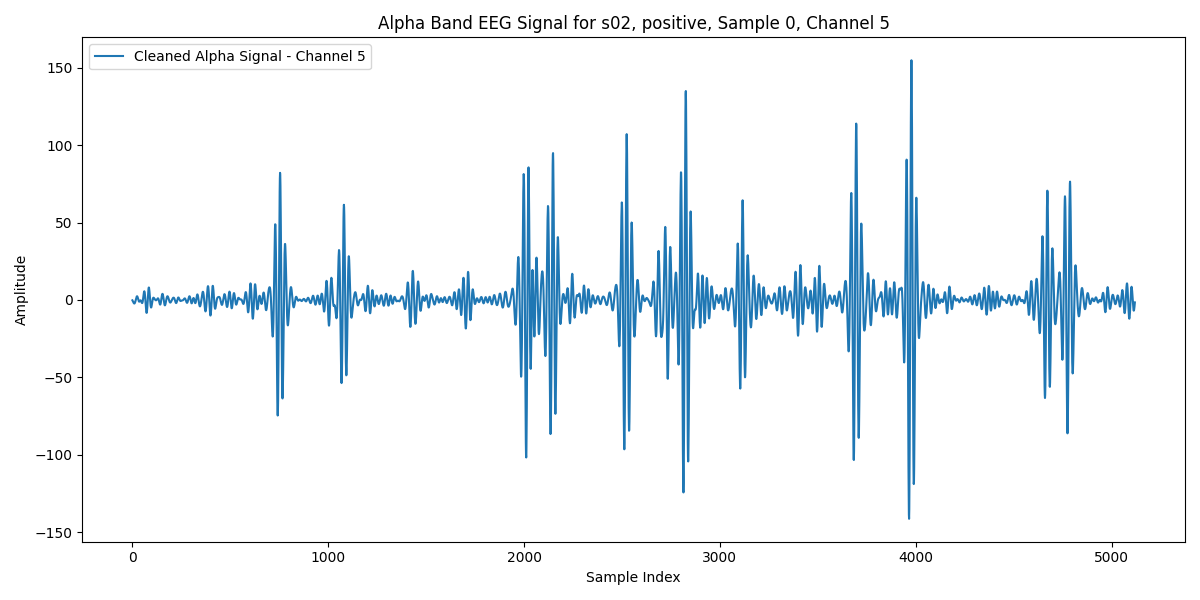 Alpha Band EEG Signal for s02, positive, Sample 0, Channel 5
Cleaned Alpha Signal - Channel 5
150
100
50
0
−50
−100
−150
Amplitude
0 1000 2000 3000 4000 5000
Sample Index